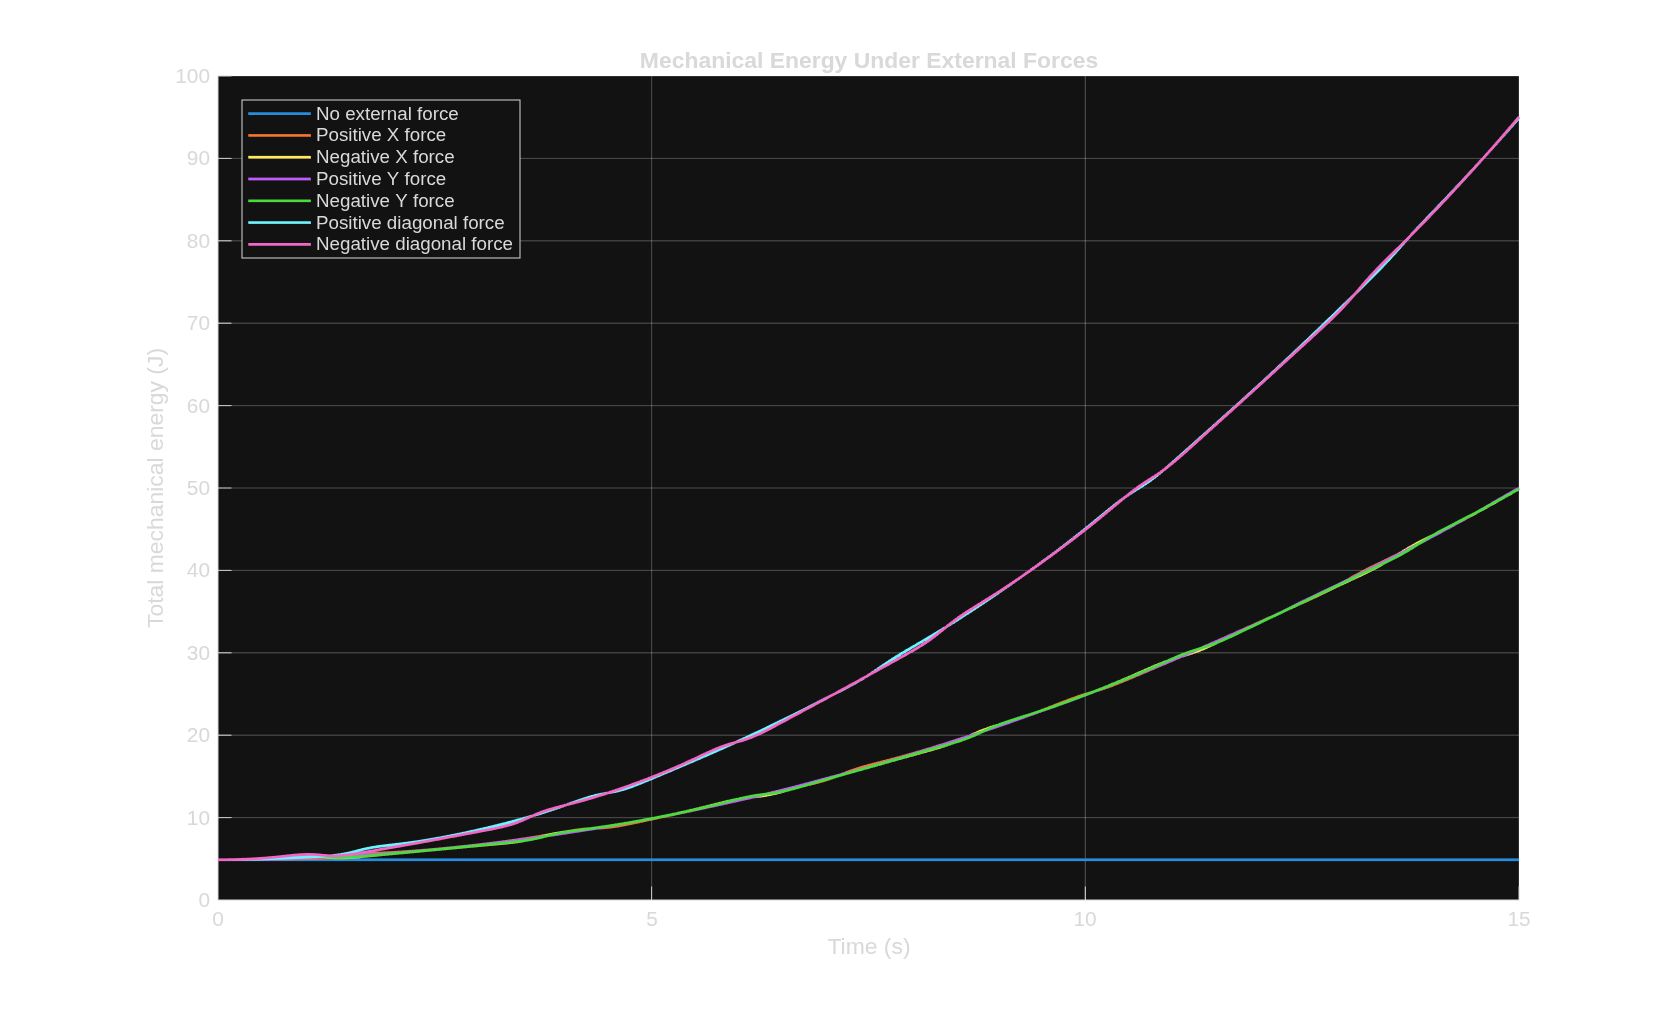 Mechanical Energy Under External Forces
100
90
80
70
60
50
40
30
20
10
0
Total mechanical energy (J)
No external force
Positive X force
Negative X force
Positive Y force
Negative Y force
Positive diagonal force
Negative diagonal force
0 5 10 15
Time (s)